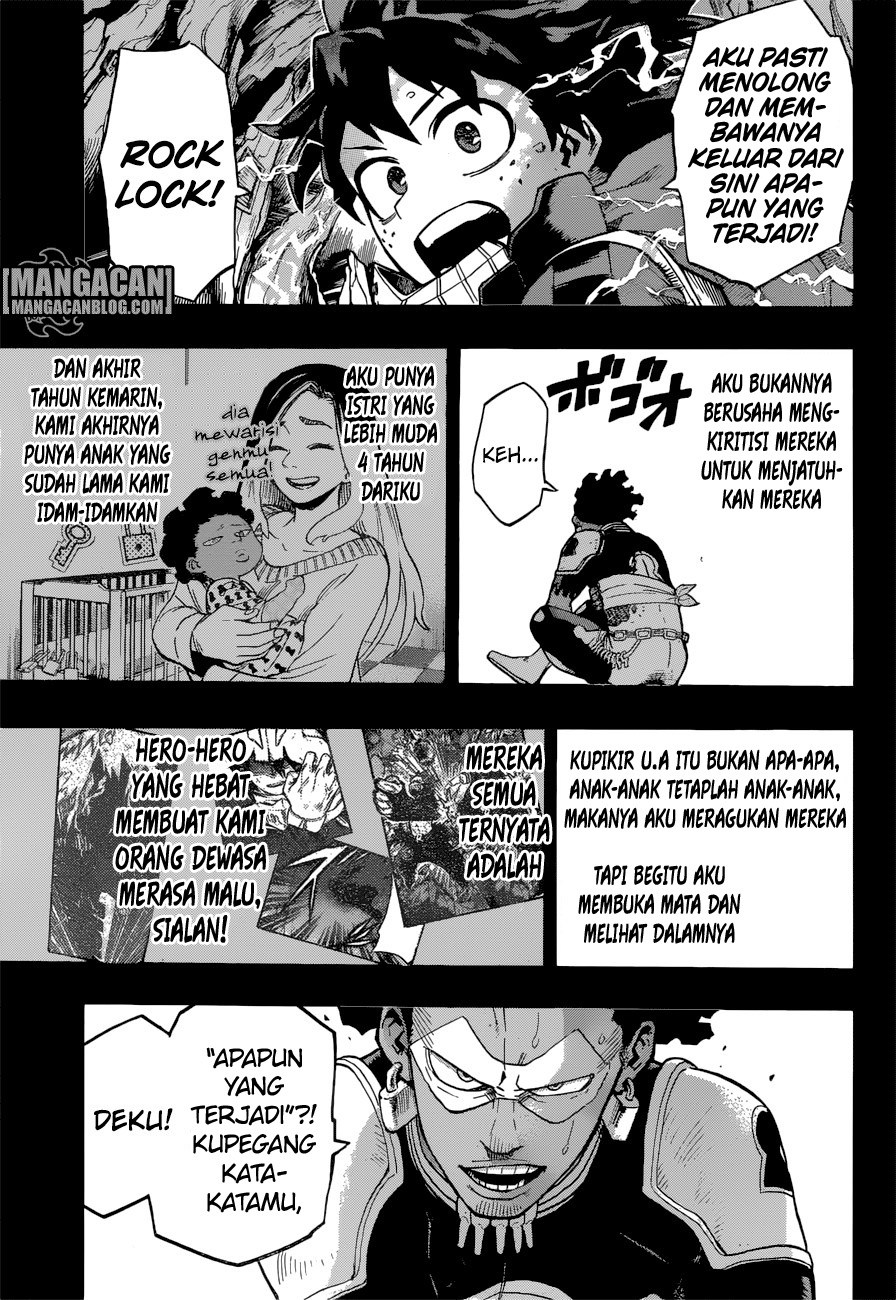 AKU PASTI
MENOLONG
DAN MEM-
BAWANYA
KELUAR DARI
SINI APA-
PUN YANG
TERJADI!
ROCK
LOCK!
[MANGACAN]
MANGACANBLOG.COM
AKU BUKANNYA
BERUSAHA MENG-
KIRITISI MEREKA
UNTUK MENJATUH-
KAN MEREKA
ボゴオ
KEH...
AKU PUNYA
ISTRI YANG
LEBIH MUDA
4 TAHUN
DARIKU
dia
mewarisi
genmu
semua!
DAN AKHIR
TAHUN KEMARIN,
KAMI AKHIRNYA
PUNYA ANAK YANG
SUDAH LAMA KAMI
IDAM-IDAMKAN
KUPIKIR U.A ITU BUKAN APA-APA,
ANAK-ANAK TETAPLAH ANAK-ANAK,
MAKANYA AKU MERAGUKAN MEREKA
TAPI BEGITU AKU
MEMBUKA MATA DAN
MELIHAT DALAMNYA
MEREKA
SEMUA
TERNYATA
ADALAH
HERO-HERO
YANG HEBAT
MEMBUAT KAMI
ORANG DEWASA
MERASA MALU,
SIALAN!
"APAPUN
YANG
TERJADI"?!
KUPEGANG
KATA-
KATAMU,
DEKU!